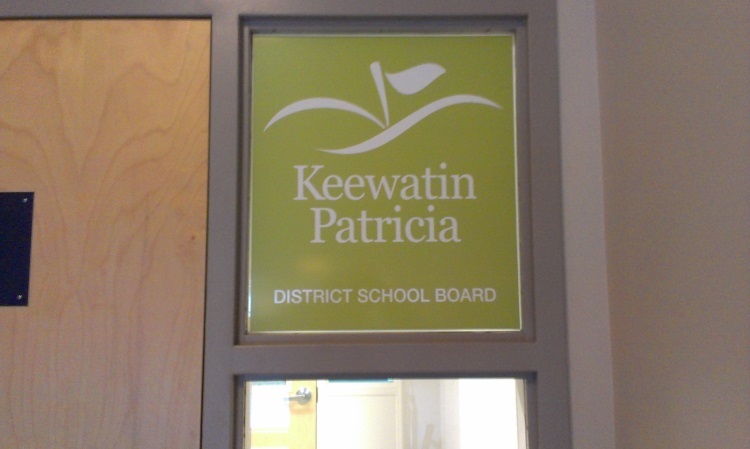 Keewatin
Patricia
DISTRICT SCHOOL BOARD